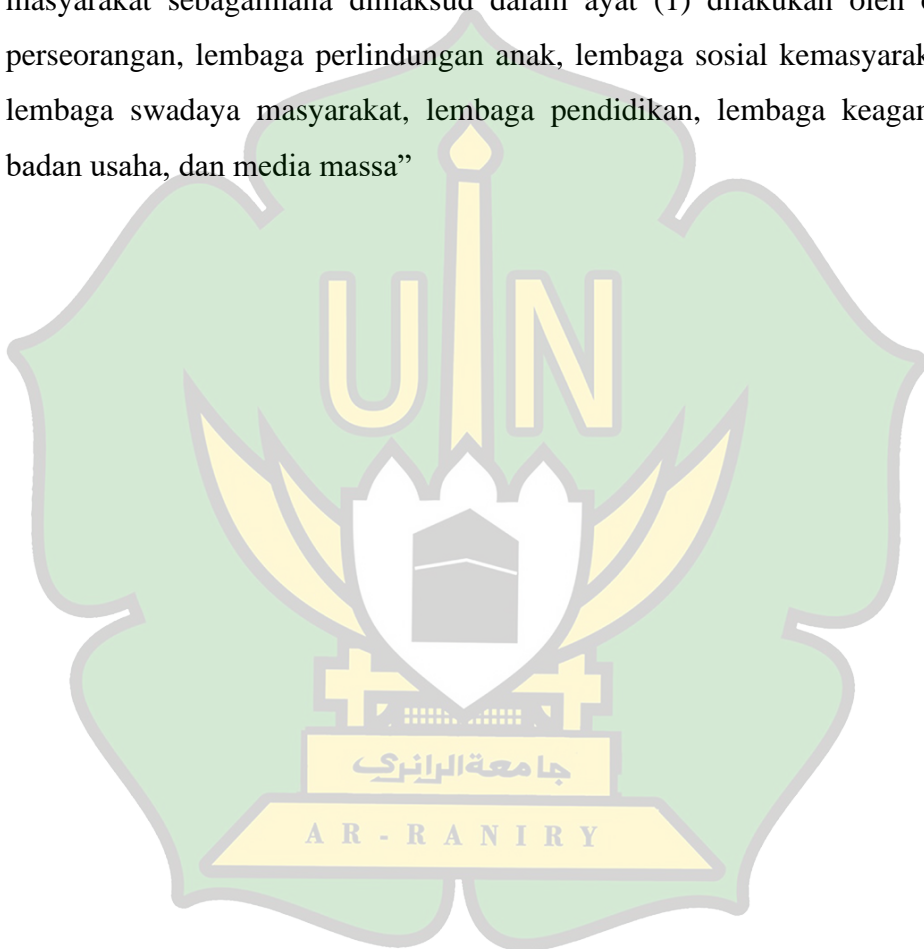 masyarakat sebagaimana dimaksud dalam ayat (1) dilakukan oleh
perseorangan, lembaga perlindungan anak, lembaga sosial
lembaga swadaya masyarakat, lembaga pendidikan, lembaga
badan usaha, dan media massa”
UIN
جامعةالرانري
AR-RANIRY